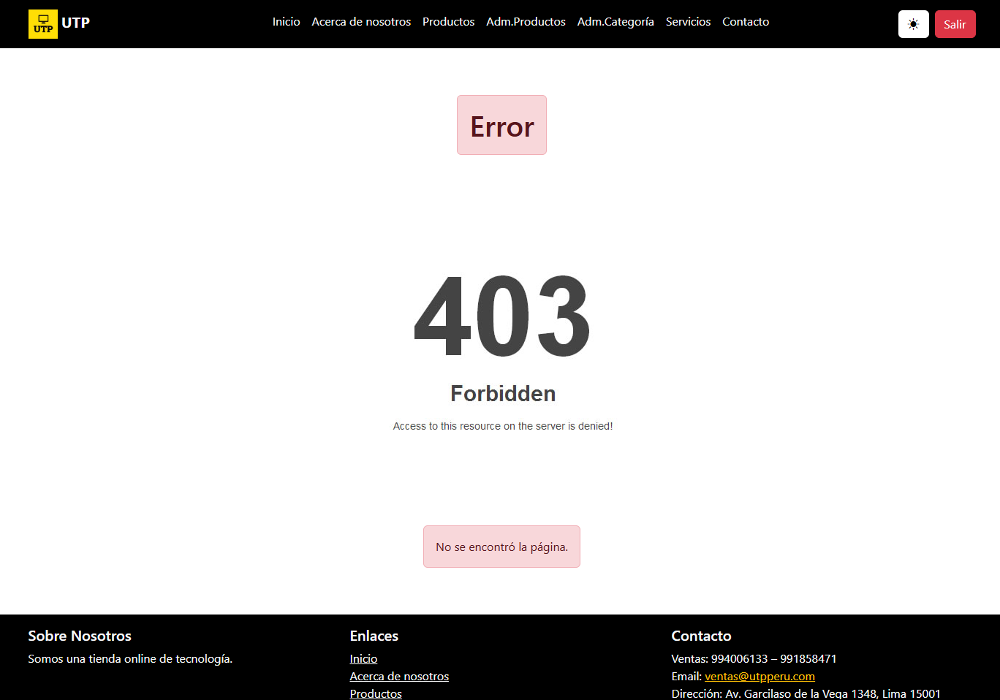 UTP UTP Inicio Acerca de nosotros Productos Adm.Productos Adm.Categoría Servicios Contacto Salir
Error
403
Forbidden
Access to this resource on the server is denied!
No se encontró la página.
Sobre Nosotros
Somos una tienda online de tecnología.
Enlaces
Inicio
Acerca de nosotros
Productos
Contacto
Ventas: 994006133 – 991858471
Email: ventas@utpperu.com
Dirección: Av. Garcilaso de la Vega 1348, Lima 15001